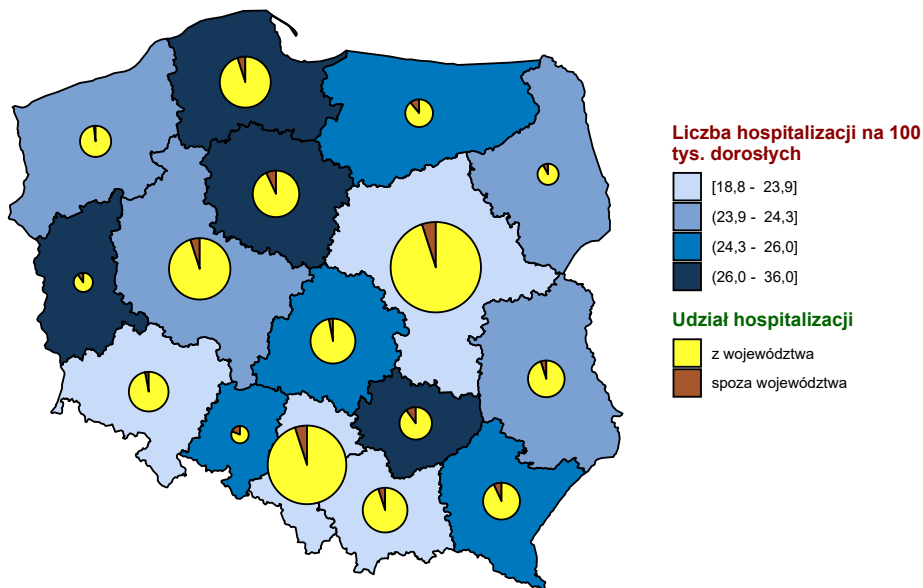 Liczba hospitalizacji na 100
tys. dorosłych
[18,8 - 23,9]
(23,9 - 24,3]
(24,3 - 26,0]
(26,0 - 36,0]
Udział hospitalizacji
z województwa
spoza województwa